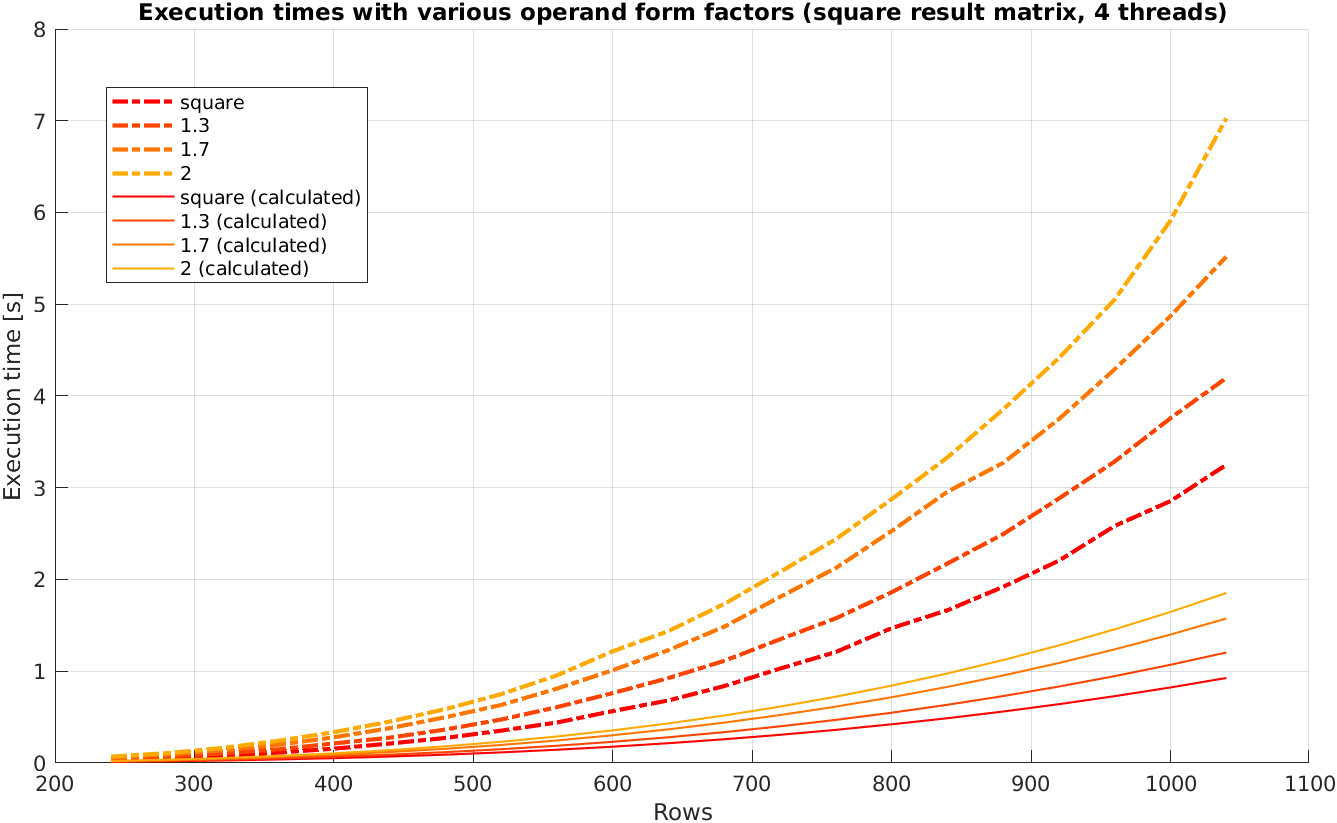 Execution times with various operand form factors (square result matrix, 4 threads)
8
7
6
5
4
3
2
1
0
Execution time [s]
square
1.3
1.7
2
square (calculated)
1.3 (calculated)
1.7 (calculated)
2 (calculated)
200 300 400 500 600 700 800 900 1000 1100
Rows